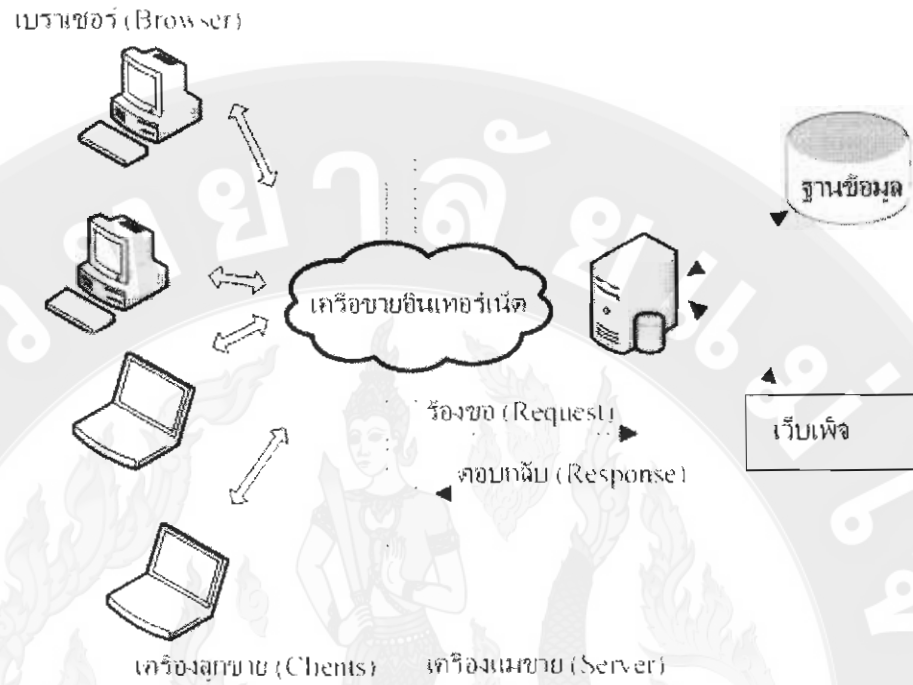 เบราเซอร์ (Browser)
ฐานข้อมูล
เครือข่ายอินเทอร์เน็ต
ร้องขอ (Request)
เว็บเพ็จ
ตอบกลับ (Response)
เครื่องลูกข่าย (Clients) เครื่องแม่ข่าย (Server)